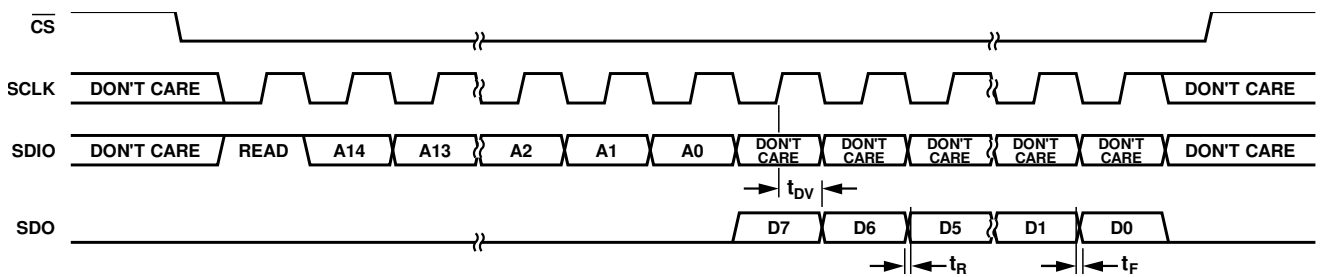 CS
SCLK DON'T CARE DON'T CARE
SDIO DON'T CARE READ A14 A13 A2 A1 A0 DON'T CARE DON'T CARE DON'T CARE DON'T CARE DON'T CARE DON'T CARE
tDV
SDO D7 D6 D5 D1 D0
tR tF